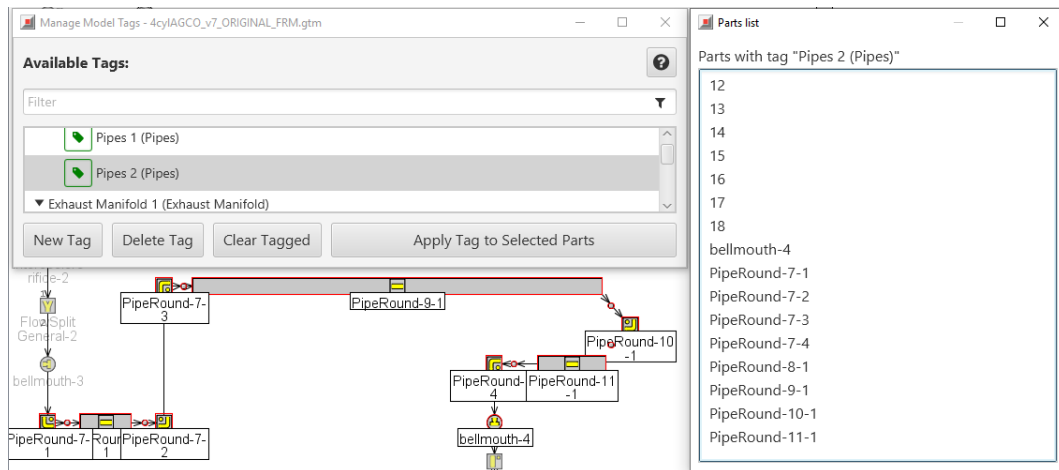 Manage Model Tags - 4cylAGCO_v7_ORIGINAL_FRM.gtm
Available Tags:
Filter
Pipes 1 (Pipes)
Pipes 2 (Pipes)
Exhaust Manifold 1 (Exhaust Manifold)
New Tag
Delete Tag
Clear Tagged
Apply Tag to Selected Parts
rifice-2
FlowSplit
General-2
bellmouth-3
PipeRound-7-
3
PipeRound-9-1
PipeRound-10
-1
PipeRound-
4
PipeRound-11
-1
bellmouth-4
PipeRound-7-
1
Rour
1
PipeRound-7-
2
Parts list
Parts with tag "Pipes 2 (Pipes)"
12
13
14
15
16
17
18
bellmouth-4
PipeRound-7-1
PipeRound-7-2
PipeRound-7-3
PipeRound-7-4
PipeRound-8-1
PipeRound-9-1
PipeRound-10-1
PipeRound-11-1